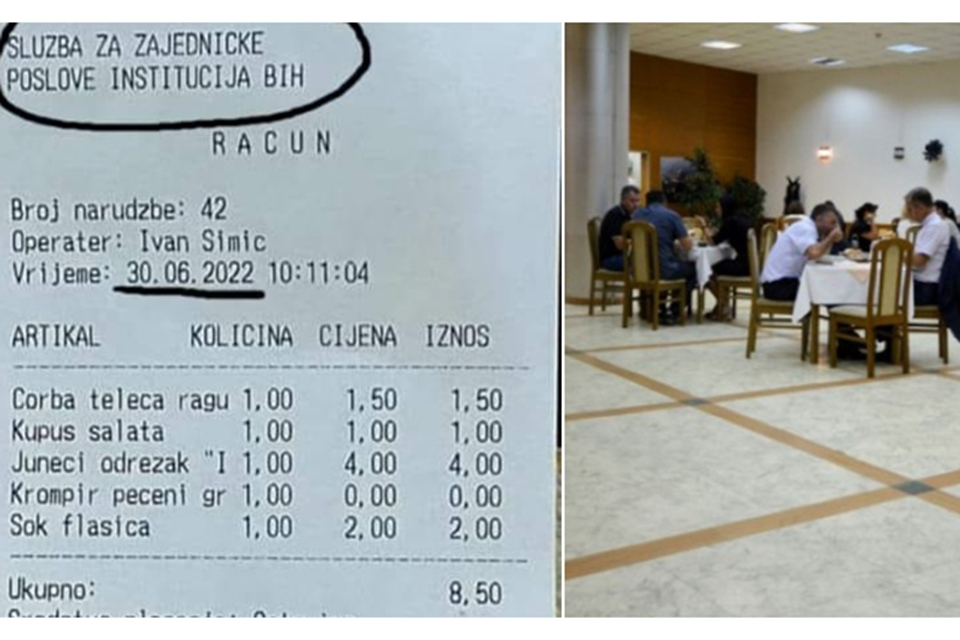 SLUZBA ZA ZAJEDNICKE
POSLOVE INSTITUCIJA BIH
RACUN
Broj narudzbe: 42
Operater: Ivan Simic
Vrijeme: 30.06.2022 10:11:04
ARTIKAL KOLICINA CIJENA IZNOS
Corba teleca ragu 1,00 1,50 1,50
Kupus salata 1,00 1,00 1,00
Juneci odrezak "I 1,00 4,00 4,00
Krompir peceni gr 1,00 0,00 0,00
Sok flasica 1,00 2,00 2,00
Ukupno: 8,50